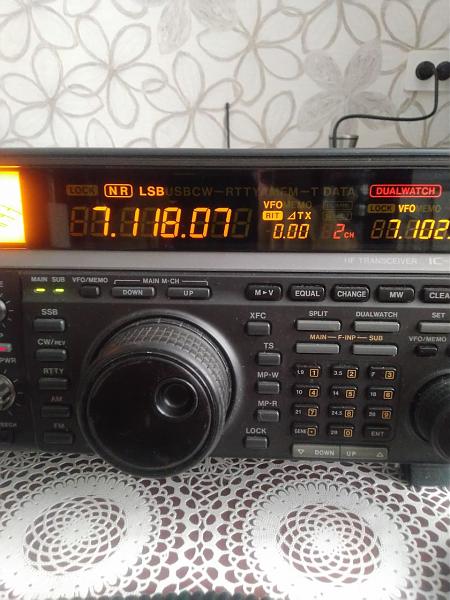 LOCK NR LSB USB CW-RTTY AM FM-T DATA DUALWATCH
VFO MEMO LOCK VFO MEMO
7.118.07 RIT ⊿TX 7.102.
0.00 2CH
HF TRANSCEIVER IC-
MAIN SUB VFO/MEMO MAIN M-CH
DOWN UP M►V EQUAL CHANGE MW CLEA
SSB XFC SPLIT DUALWATCH SET
MAIN F-INP SUB VFO/MEMO
CW/REV TS
RTTY MP-W 1.9 1 3.5 2 7 3
AM MP-R 10 4 14 5 18 6
FM 21 7 24.5 8 28 9
LOCK GENE • 29 0 ENT
EECH
▽ DOWN UP △